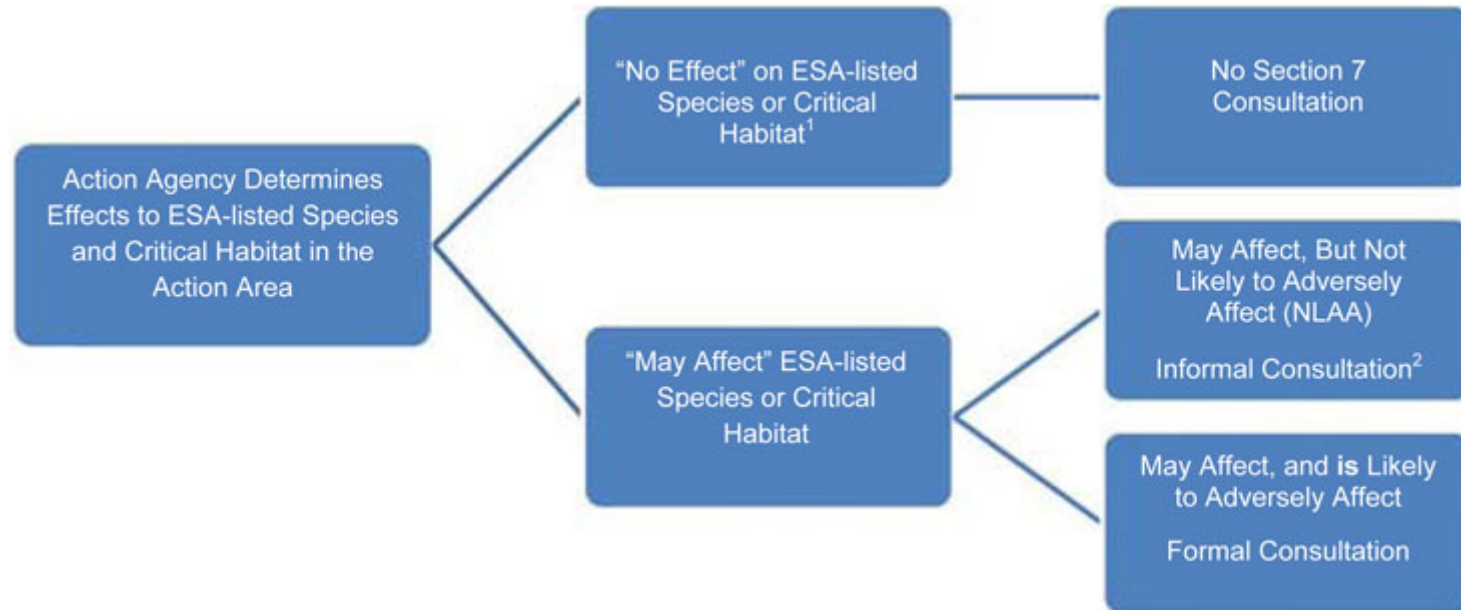 Action Agency Determines
Effects to ESA-listed Species
and Critical Habitat in the
Action Area
“No Effect” on ESA-listed
Species or Critical
Habitat¹
No Section 7
Consultation
“May Affect” ESA-listed
Species or Critical
Habitat
May Affect, But Not
Likely to Adversely
Affect (NLAA)
Informal Consultation²
May Affect, and is Likely
to Adversely Affect
Formal Consultation